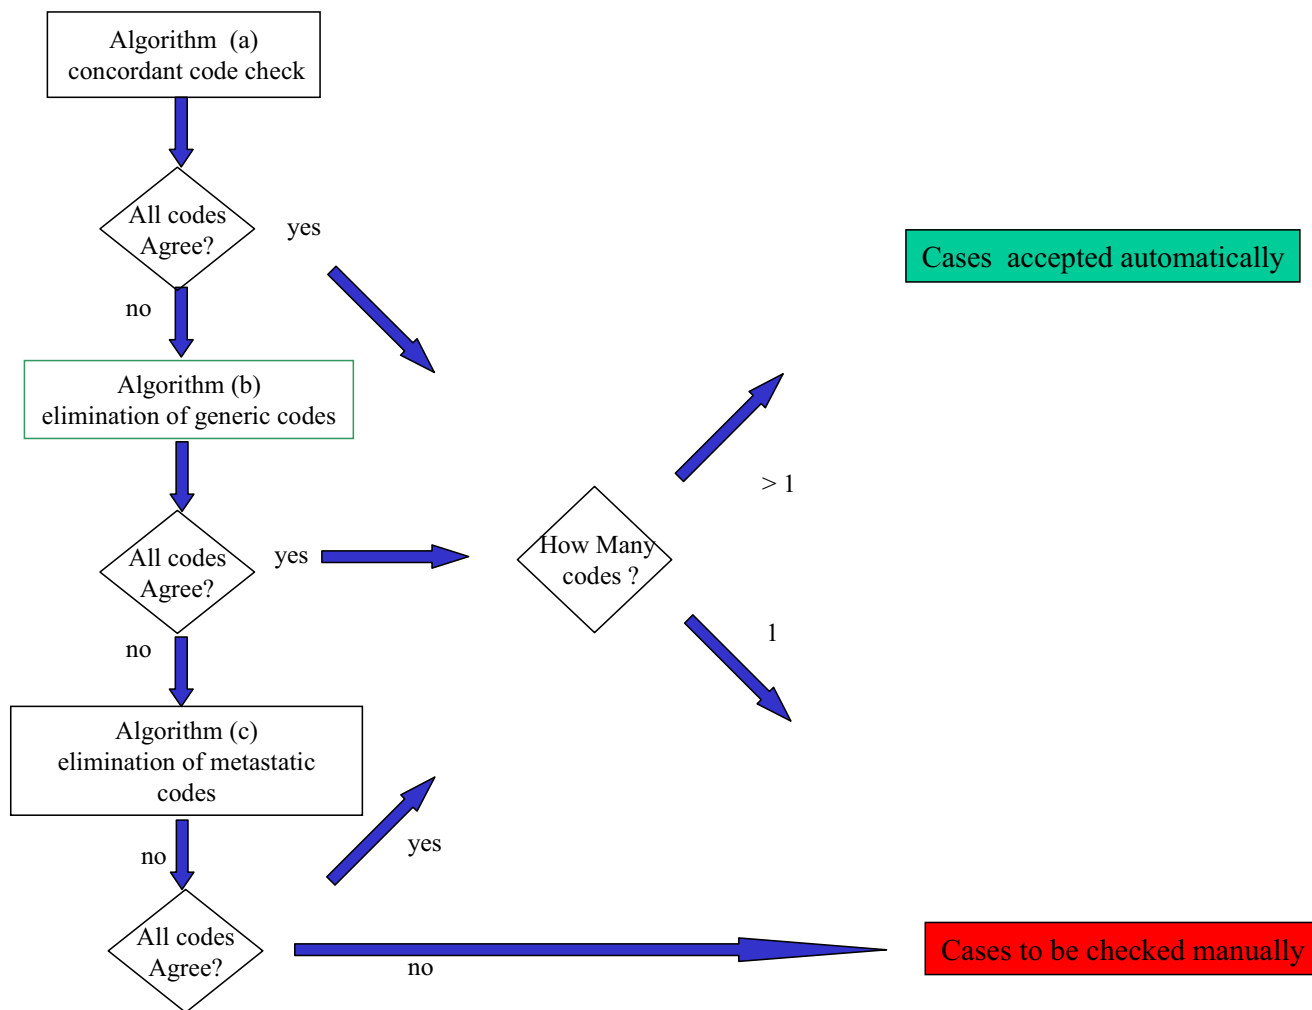 Algorithm (a)
concordant code check
All codes
Agree?
yes
Cases accepted automatically
no
Algorithm (b)
elimination of generic codes
> 1
All codes
Agree?
yes
How Many
codes ?
no
1
Algorithm (c)
elimination of metastatic
codes
yes
no
All codes
Agree?
no
Cases to be checked manually